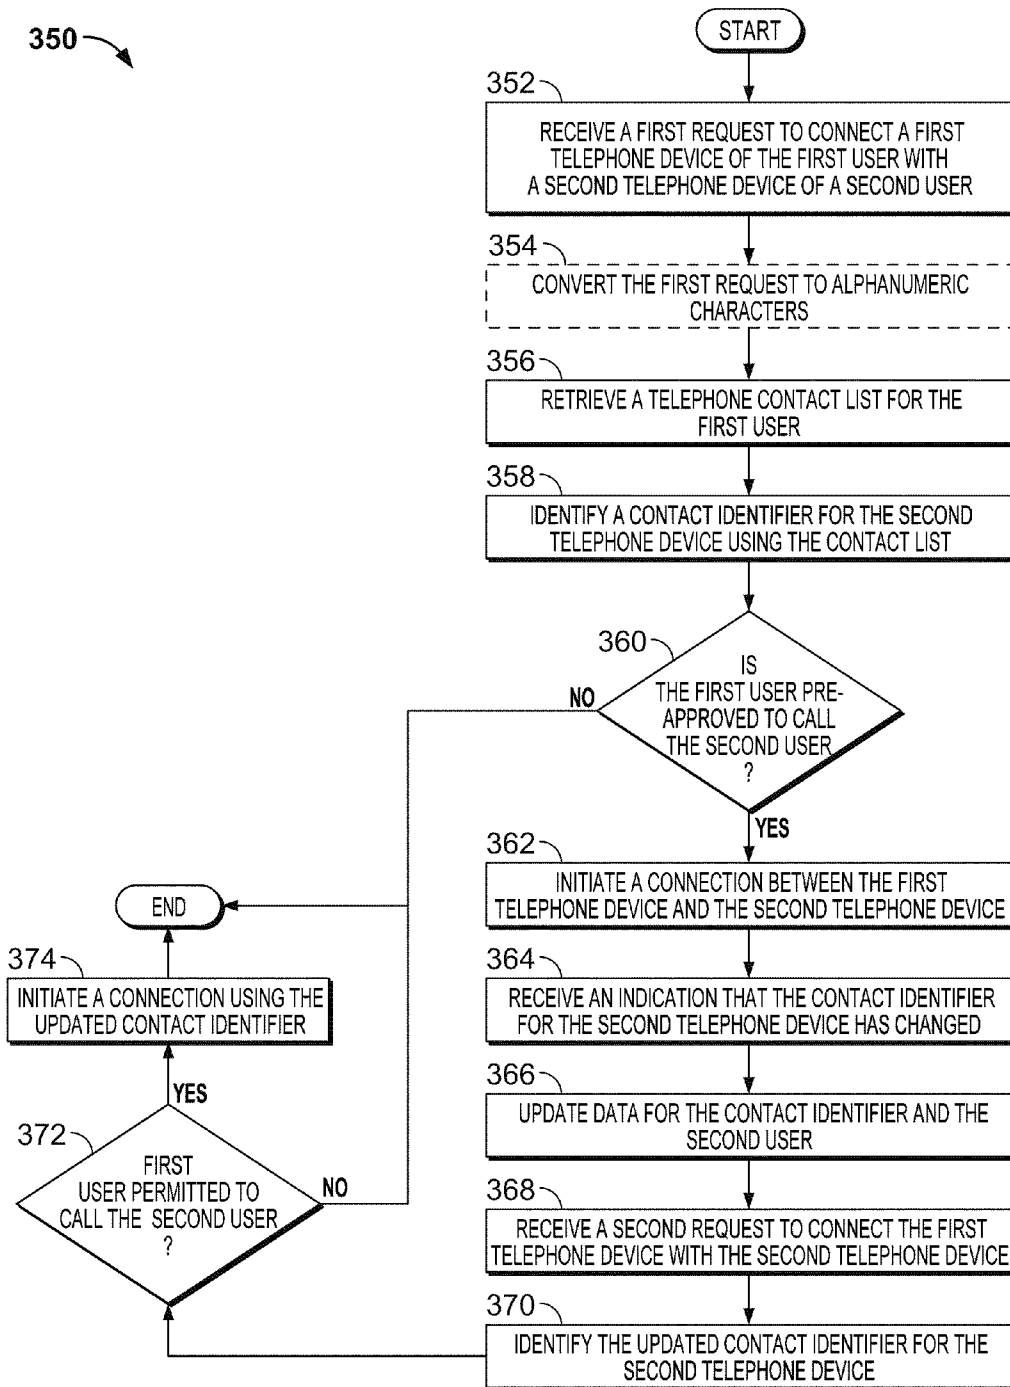 350
START
352
RECEIVE A FIRST REQUEST TO CONNECT A FIRST
TELEPHONE DEVICE OF THE FIRST USER WITH
A SECOND TELEPHONE DEVICE OF A SECOND USER
354
CONVERT THE FIRST REQUEST TO ALPHANUMERIC
CHARACTERS
356
RETRIEVE A TELEPHONE CONTACT LIST FOR THE
FIRST USER
358
IDENTIFY A CONTACT IDENTIFIER FOR THE SECOND
TELEPHONE DEVICE USING THE CONTACT LIST
360
IS
THE FIRST USER PRE-
APPROVED TO CALL
THE SECOND USER
?
NO
YES
362
INITIATE A CONNECTION BETWEEN THE FIRST
TELEPHONE DEVICE AND THE SECOND TELEPHONE DEVICE
364
RECEIVE AN INDICATION THAT THE CONTACT IDENTIFIER
FOR THE SECOND TELEPHONE DEVICE HAS CHANGED
366
UPDATE DATA FOR THE CONTACT IDENTIFIER AND THE
SECOND USER
368
RECEIVE A SECOND REQUEST TO CONNECT THE FIRST
TELEPHONE DEVICE WITH THE SECOND TELEPHONE DEVICE
370
IDENTIFY THE UPDATED CONTACT IDENTIFIER FOR THE
SECOND TELEPHONE DEVICE
372
FIRST
USER PERMITTED TO
CALL THE SECOND USER
?
NO
YES
374
INITIATE A CONNECTION USING THE
UPDATED CONTACT IDENTIFIER
END